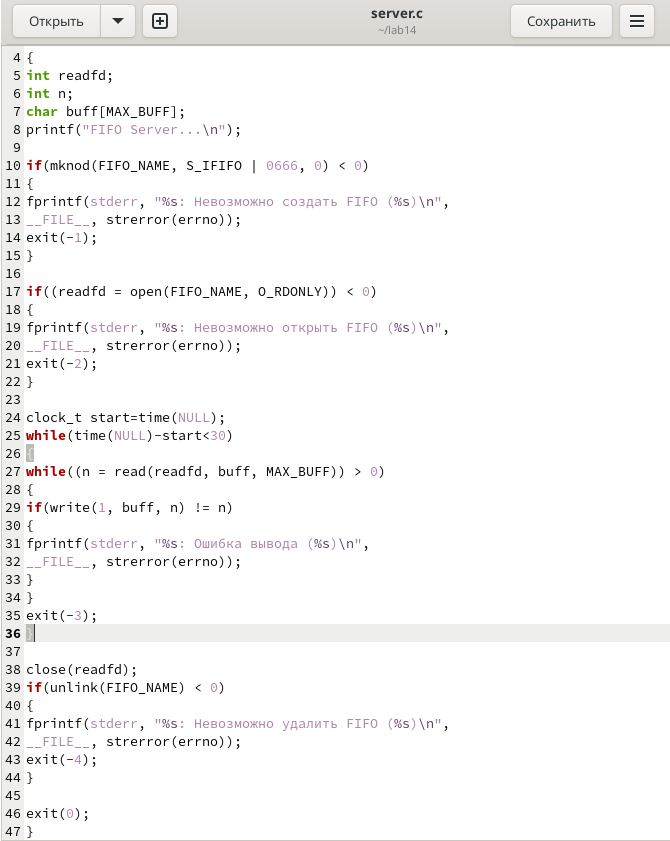 Открыть
server.c
~/lab14
Сохранить
4 {
5 int readfd;
6 int n;
7 char buff[MAX_BUFF];
8 printf("FIFO Server...\n");
9
10 if(mknod(FIFO_NAME, S_IFIFO | 0666, 0) < 0)
11 {
12 fprintf(stderr, "%s: Невозможно создать FIFO (%s)\n",
13 __FILE__, strerror(errno));
14 exit(-1);
15 }
16
17 if((readfd = open(FIFO_NAME, O_RDONLY)) < 0)
18 {
19 fprintf(stderr, "%s: Невозможно открыть FIFO (%s)\n",
20 __FILE__, strerror(errno));
21 exit(-2);
22 }
23
24 clock_t start=time(NULL);
25 while(time(NULL)-start<30)
26 {
27 while((n = read(readfd, buff, MAX_BUFF)) > 0)
28 {
29 if(write(1, buff, n) != n)
30 {
31 fprintf(stderr, "%s: Ошибка вывода (%s)\n",
32 __FILE__, strerror(errno));
33 }
34 }
35 exit(-3);
36 }
37
38 close(readfd);
39 if(unlink(FIFO_NAME) < 0)
40 {
41 fprintf(stderr, "%s: Невозможно удалить FIFO (%s)\n",
42 __FILE__, strerror(errno));
43 exit(-4);
44 }
45
46 exit(0);
47 }